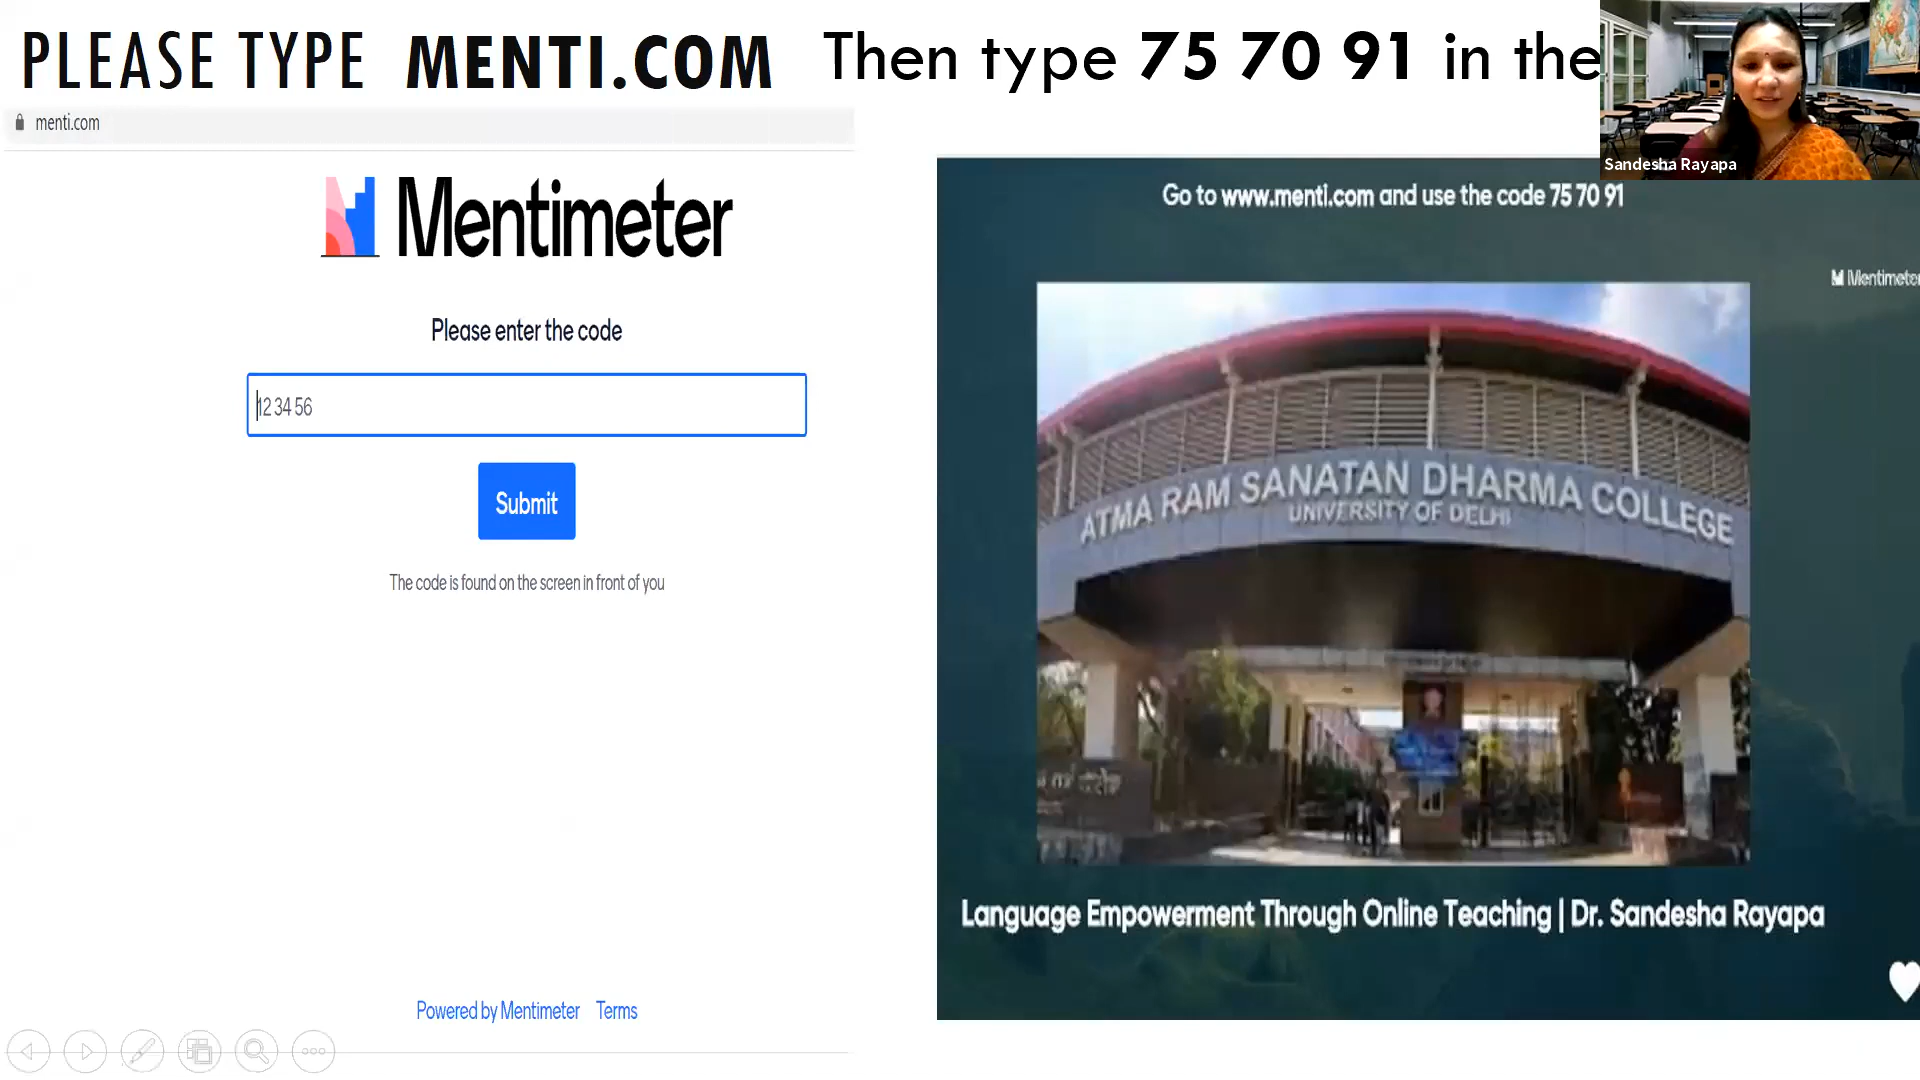 PLEASE TYPE MENTI.COM Then type 75 70 91 in the
Sandesha Rayapa
menti.com
Mentimeter
Please enter the code
12 34 56
Submit
The code is found on the screen in front of you
Powered by Mentimeter Terms
Go to www.menti.com and use the code 75 70 91
Mentimeter
ATMA RAM SANATAN DHARMA COLLEGE
UNIVERSITY OF DELHI
Language Empowerment Through Online Teaching | Dr. Sandesha Rayapa